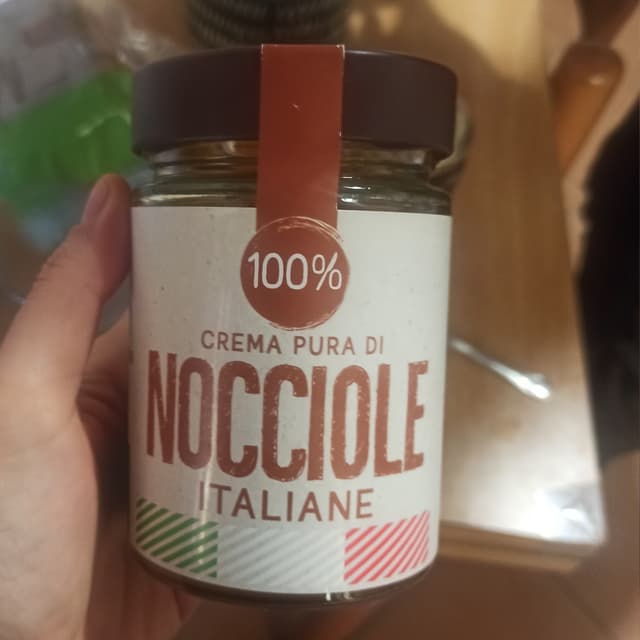 100%
CREMA PURA DI
NOCCIOLE
ITALIANE